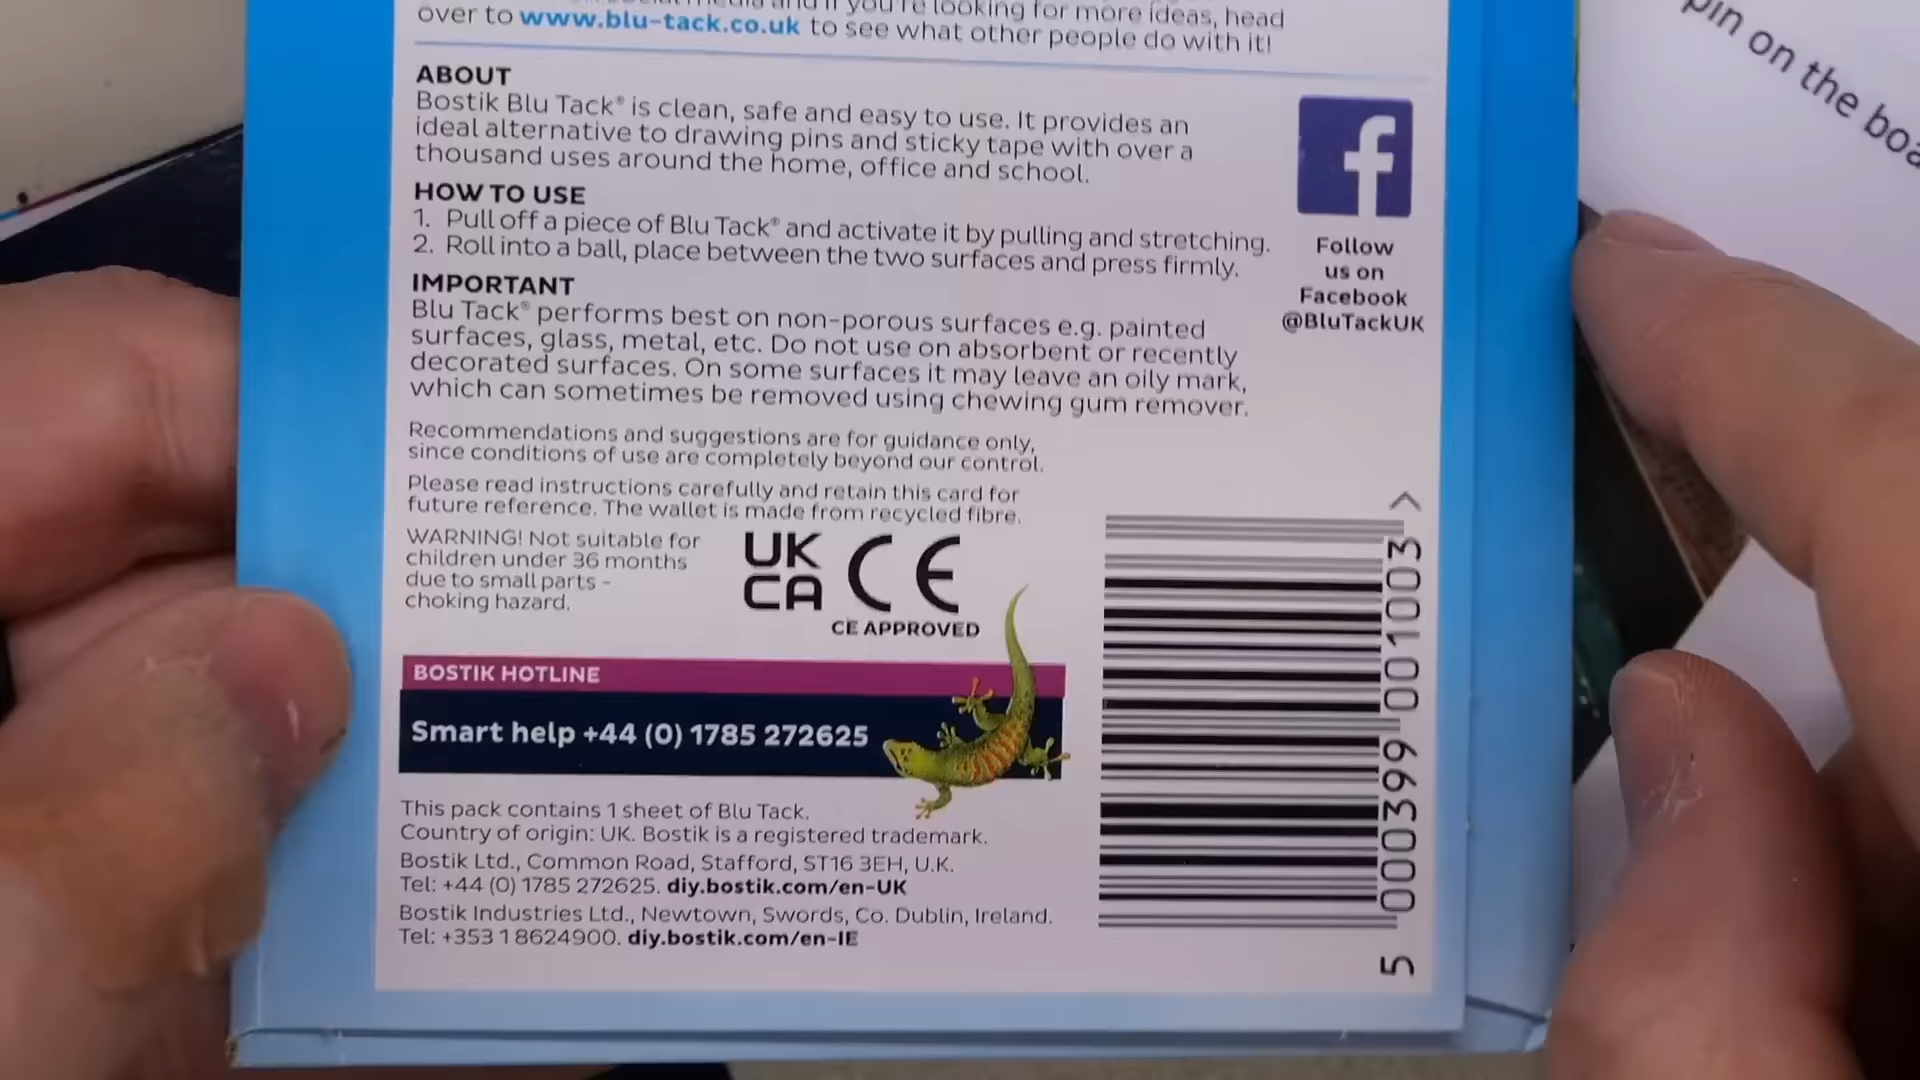 and if you're looking for more ideas, head
over to www.blu-tack.co.uk to see what other people do with it!
ABOUT
Bostik Blu Tack® is clean, safe and easy to use. It provides an
ideal alternative to drawing pins and sticky tape with over a
thousand uses around the home, office and school.
HOW TO USE
1. Pull off a piece of Blu Tack® and activate it by pulling and stretching.
2. Roll into a ball, place between the two surfaces and press firmly.
IMPORTANT
Blu Tack® performs best on non-porous surfaces e.g. painted
surfaces, glass, metal, etc. Do not use on absorbent or recently
decorated surfaces. On some surfaces it may leave an oily mark,
which can sometimes be removed using chewing gum remover.
Recommendations and suggestions are for guidance only,
since conditions of use are completely beyond our control.
Please read instructions carefully and retain this card for
future reference. The wallet is made from recycled fibre.
WARNING! Not suitable for
children under 36 months
due to small parts -
choking hazard.
UK
CA
CE
CE APPROVED
BOSTIK HOTLINE
Smart help +44 (0) 1785 272625
This pack contains 1 sheet of Blu Tack.
Country of origin: UK. Bostik is a registered trademark.
Bostik Ltd., Common Road, Stafford, ST16 3EH, U.K.
Tel: +44 (0) 1785 272625. diy.bostik.com/en-UK
Bostik Industries Ltd., Newtown, Swords, Co. Dublin, Ireland.
Tel: +353 1 8624900. diy.bostik.com/en-IE
f
Follow
us on
Facebook
@BluTackUK
5 000399 001003 >
pin on the